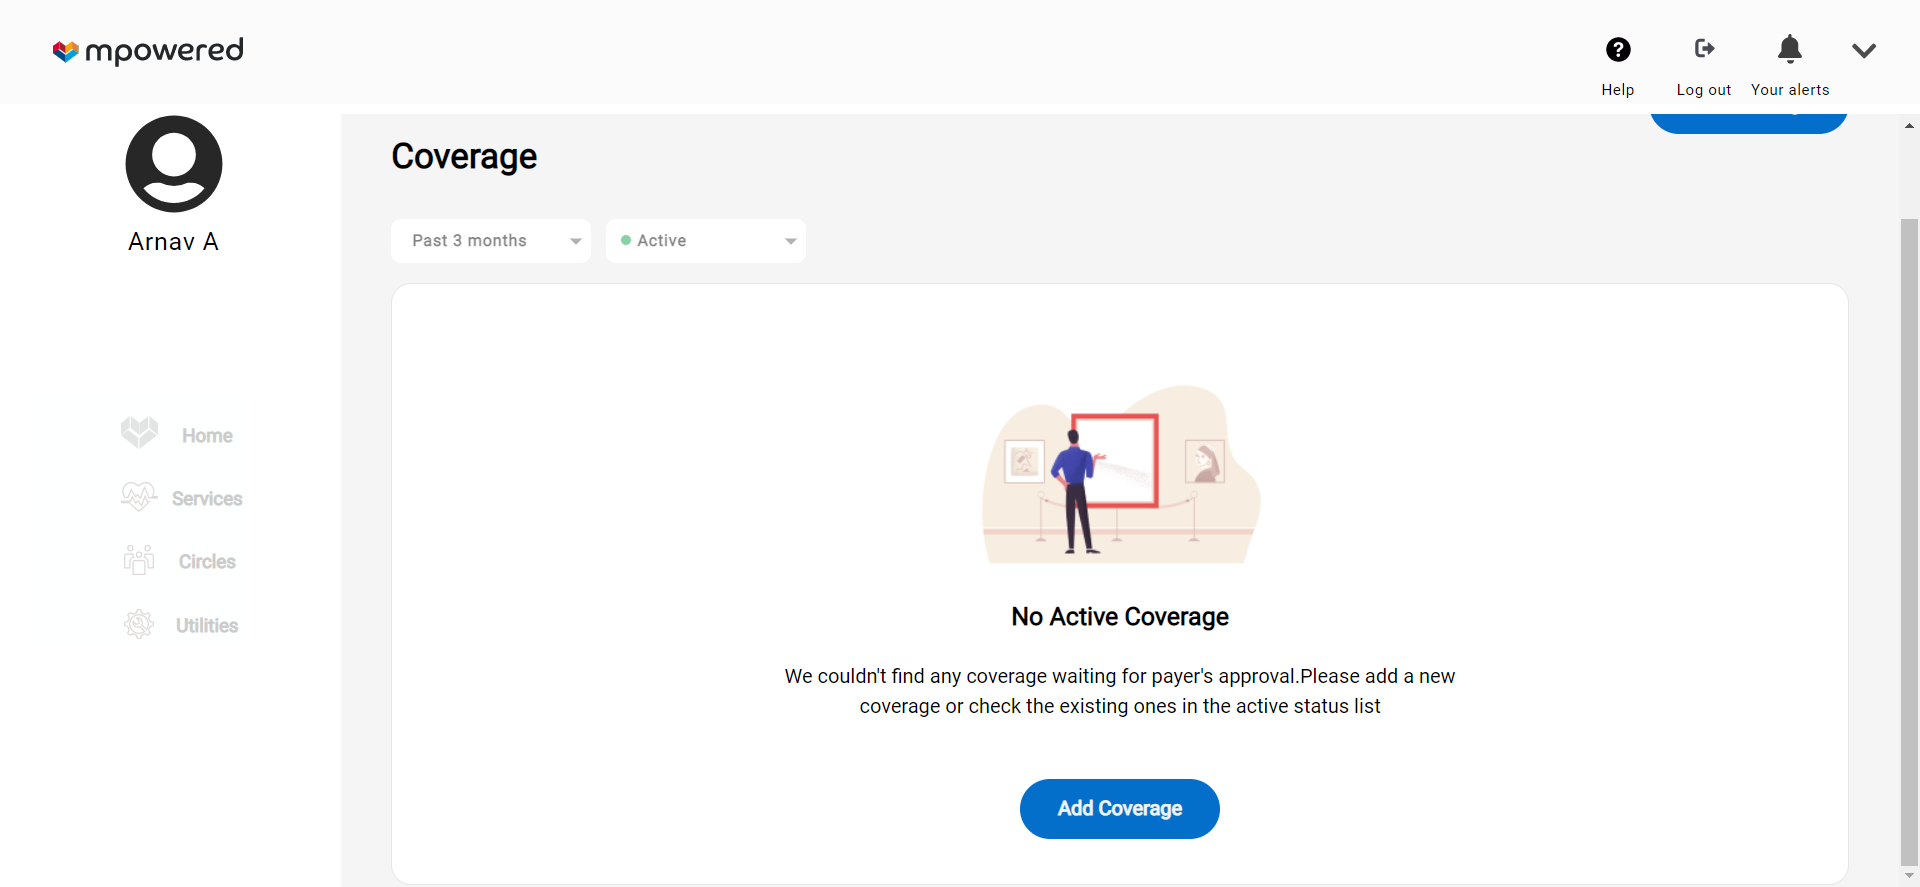 mpowered
Help
Log out
Your alerts
Arnav A
Home
Services
Circles
Utilities
Coverage
Past 3 months
Active
No Active Coverage
We couldn't find any coverage waiting for payer's approval.Please add a new
coverage or check the existing ones in the active status list
Add Coverage